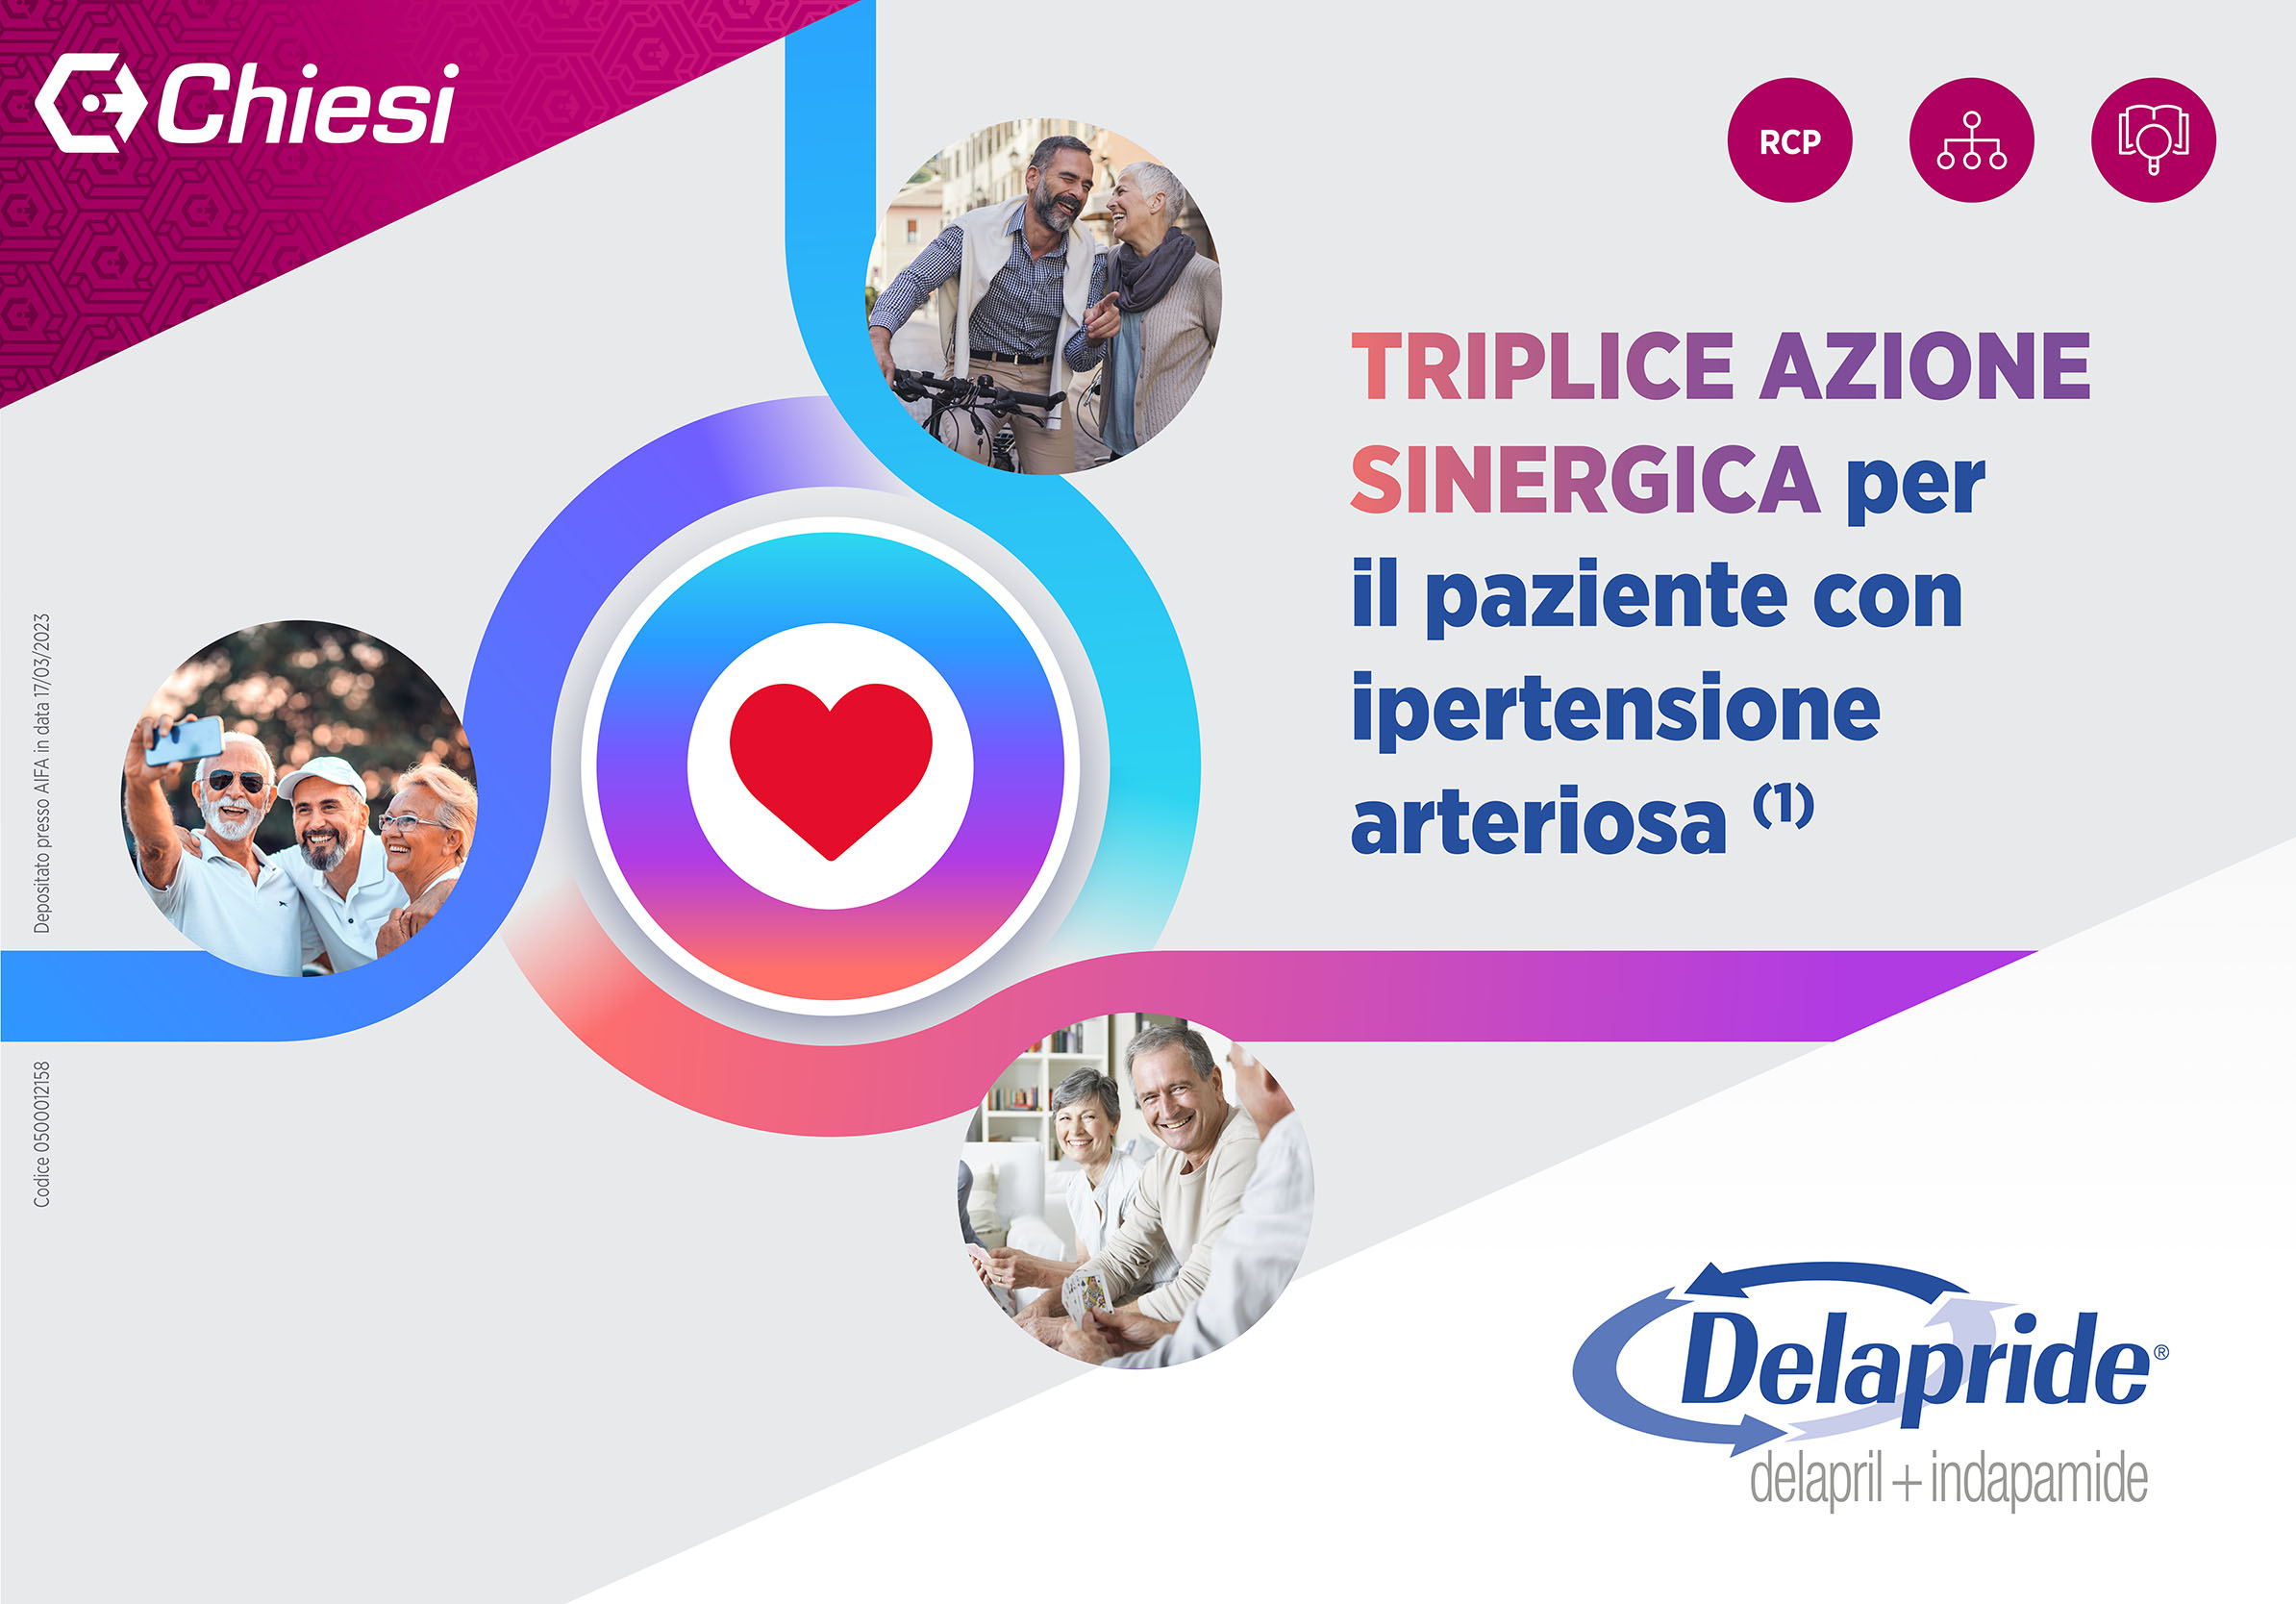 Chiesi
RCP
TRIPLICE AZIONE
SINERGICA per
il paziente con
ipertensione
arteriosa (1)
Depositato presso AIFA in data 17/03/2023
Codice 0500012158
Delapride®
delapril + indapamide